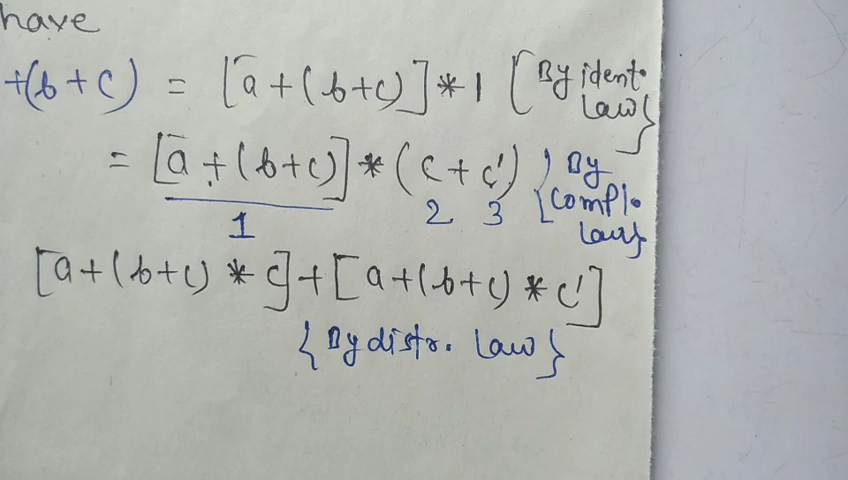 have
+(b+c) = [a+(b+c)]*1 [By ident. Law}
= [a+(b+c)]*(c+c') {By Compl. Law}
1 2 3
[a+(b+c)*c]+[a+(b+c)*c']
{By distr. Law}